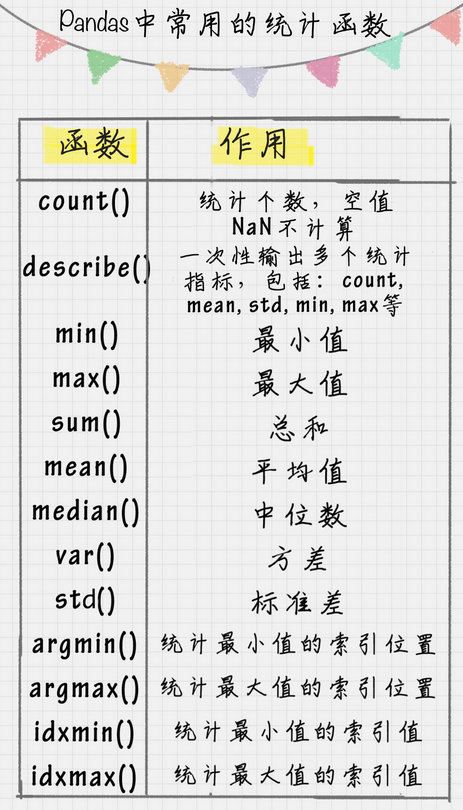 Pandas中常用的统计函数
函数 作用
count() 统计个数，空值
NaN不计算
describe() 一次性输出多个统计
指标，包括：count,
mean, std, min, max等
min() 最小值
max() 最大值
sum() 总和
mean() 平均值
median() 中位数
var() 方差
std() 标准差
argmin() 统计最小值的索引位置
argmax() 统计最大值的索引位置
idxmin() 统计最小值的索引值
idxmax() 统计最大值的索引值